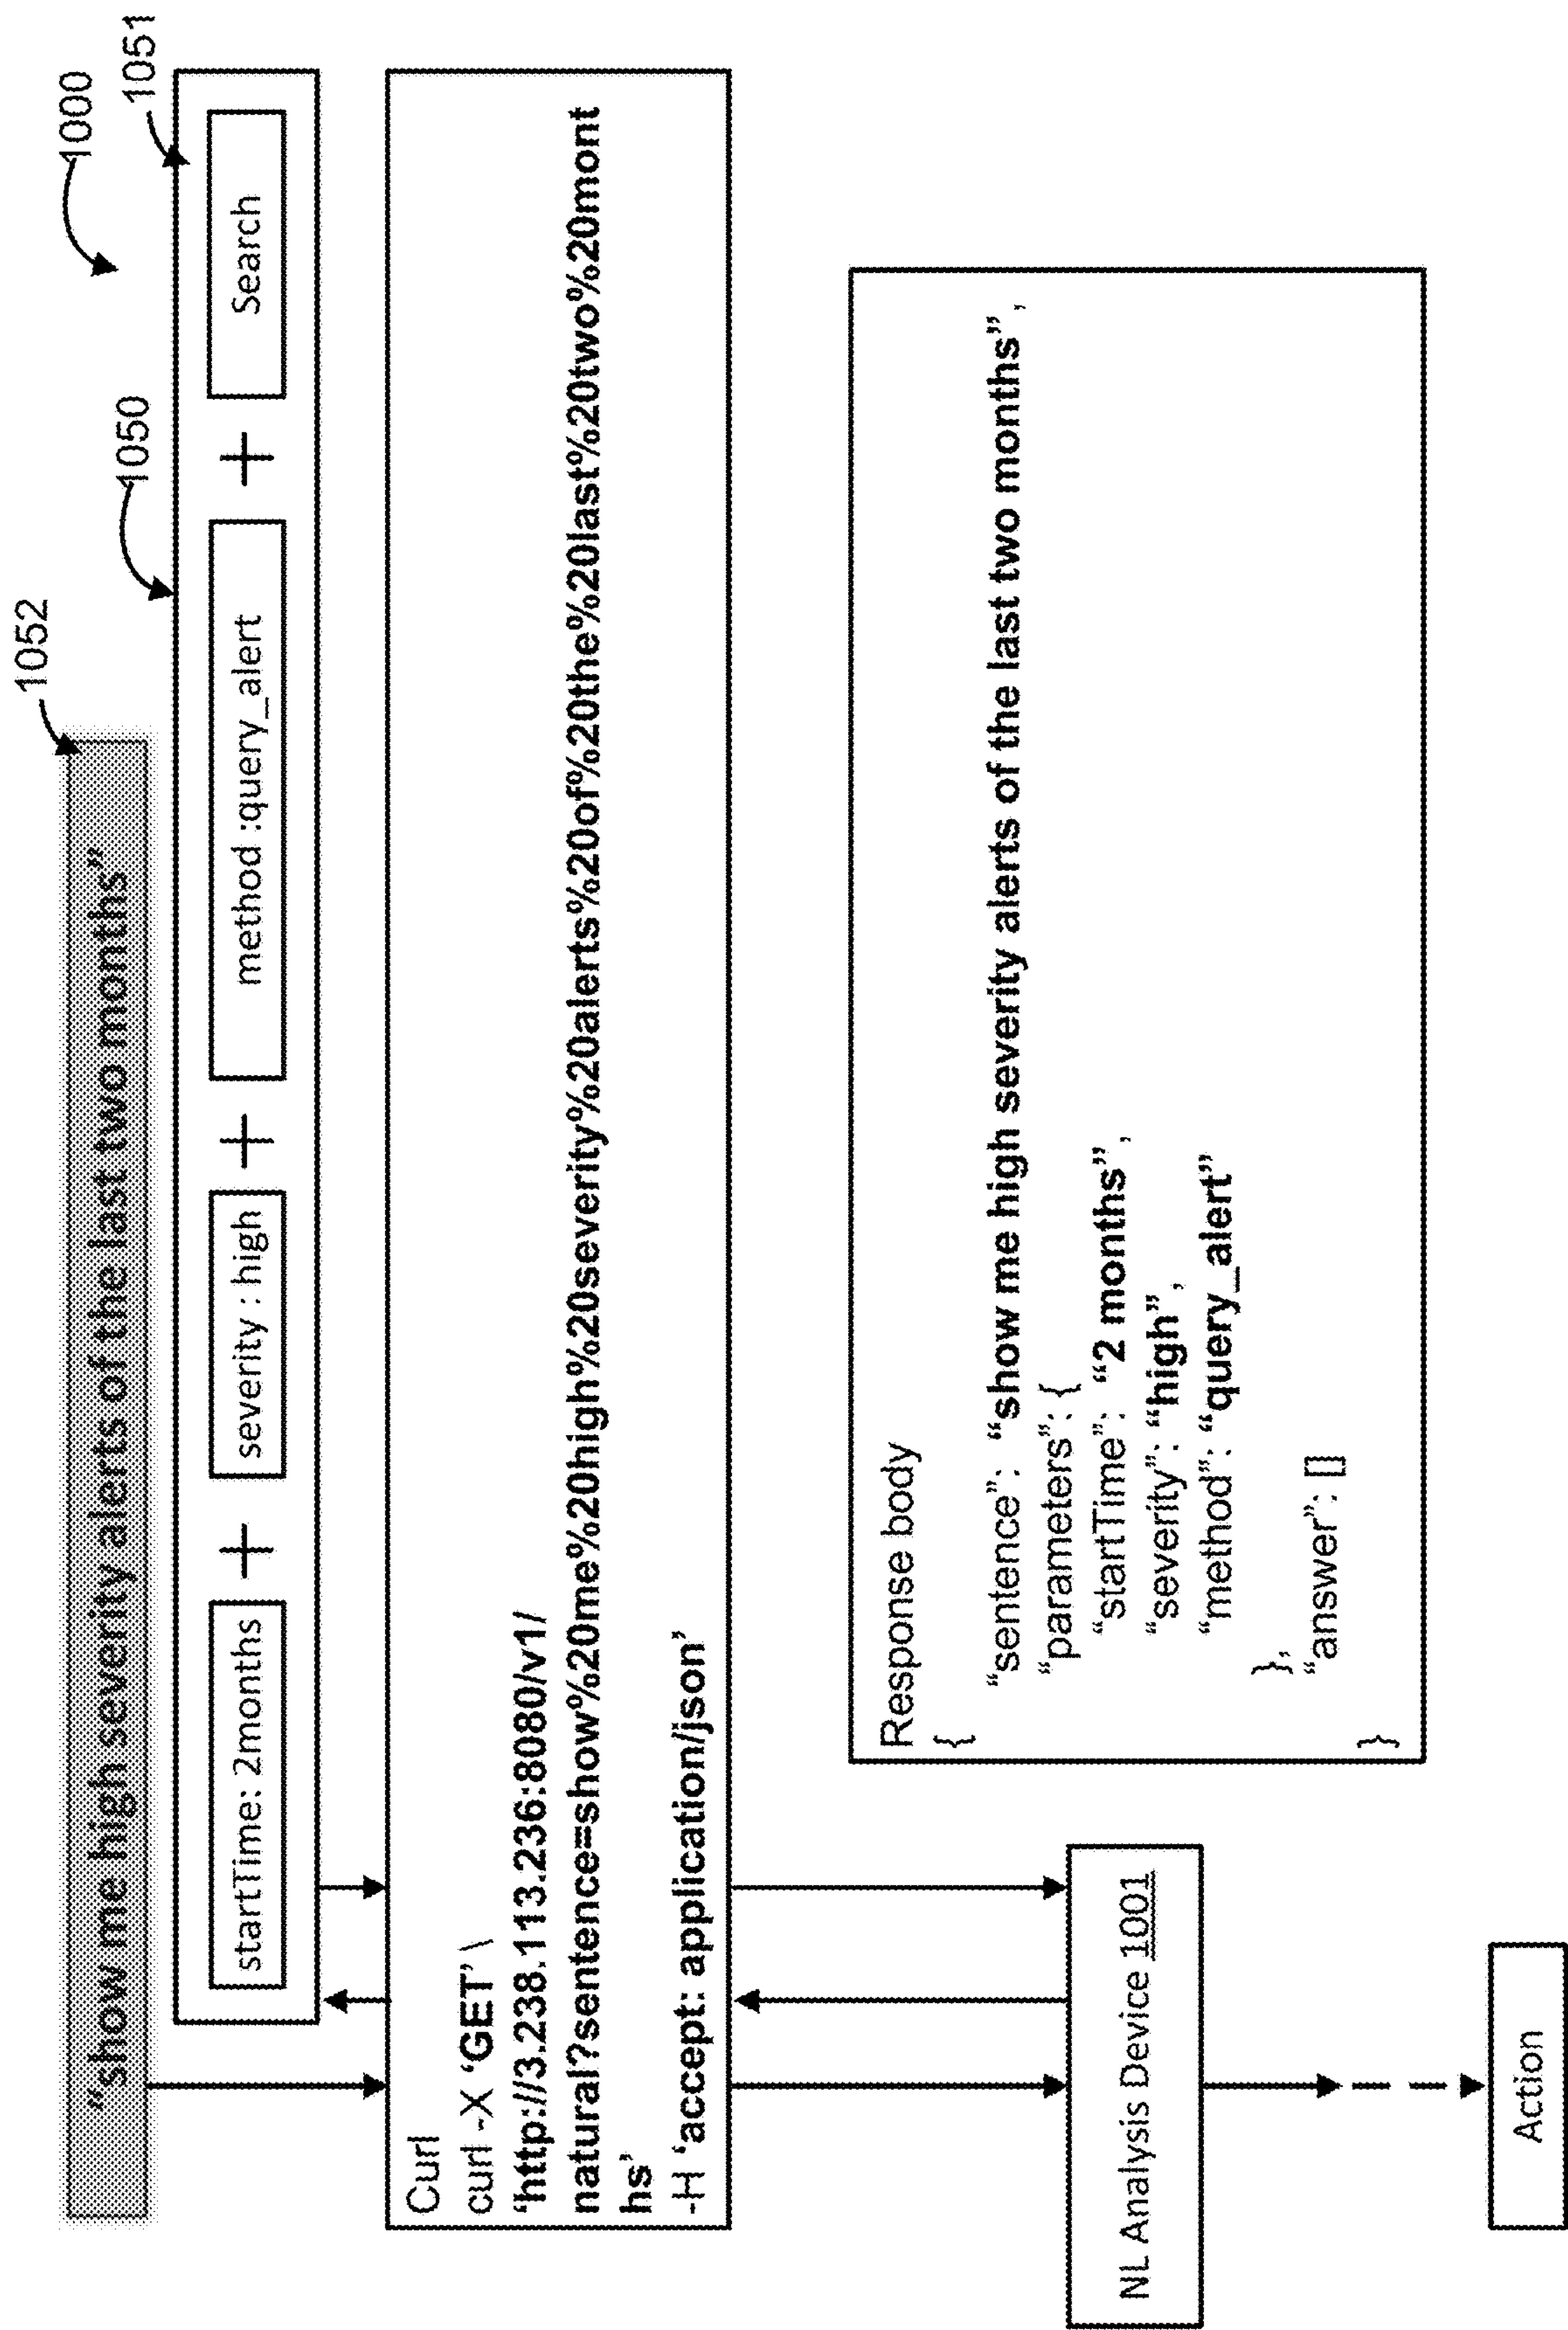 1000
1052
"show me high severity alerts of the last two months"
1050
1051
startTime: 2months + severity : high + method :query_alert + Search
Curl
curl -X ‘GET’ \
‘http://3.238.113.236:8080/v1/
natural?sentence=show%20me%20high%20severity%20alerts%20of%20the%20last%20two%20mont
hs’
-H ‘accept: application/json’
Response body
{
“sentence”: “show me high severity alerts of the last two months”,
“parameters”: {
“startTime”: “2 months”,
“severity”: “high”,
“method”: “query_alert”
},
“answer”: []
}
NL Analysis Device 1001
Action